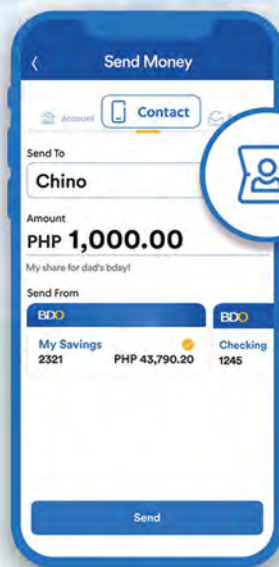 Send Money
Account
Contact
Send To
Chino
Amount
PHP 1,000.00
My share for dad's bday!
Send From
BDO
BDO
My Savings
Checking
2321 PHP 43,790.20
1245
Send